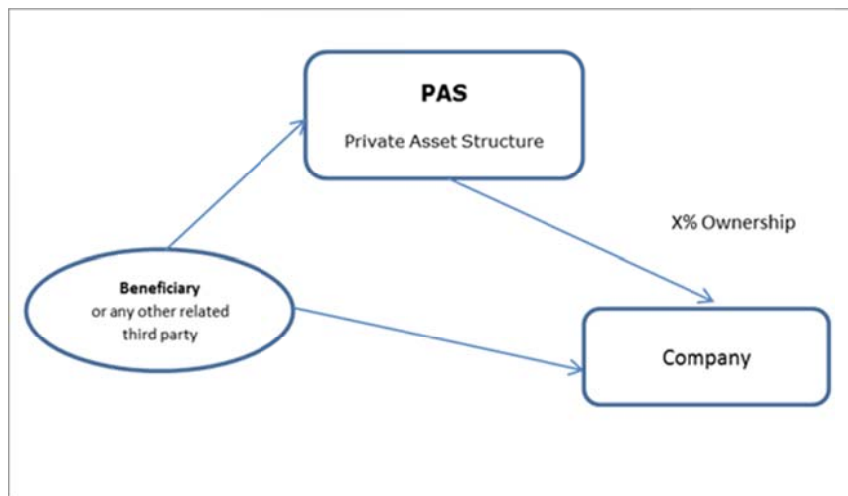 PAS
Private Asset Structure
X% Ownership
Beneficiary
or any other related
third party
Company